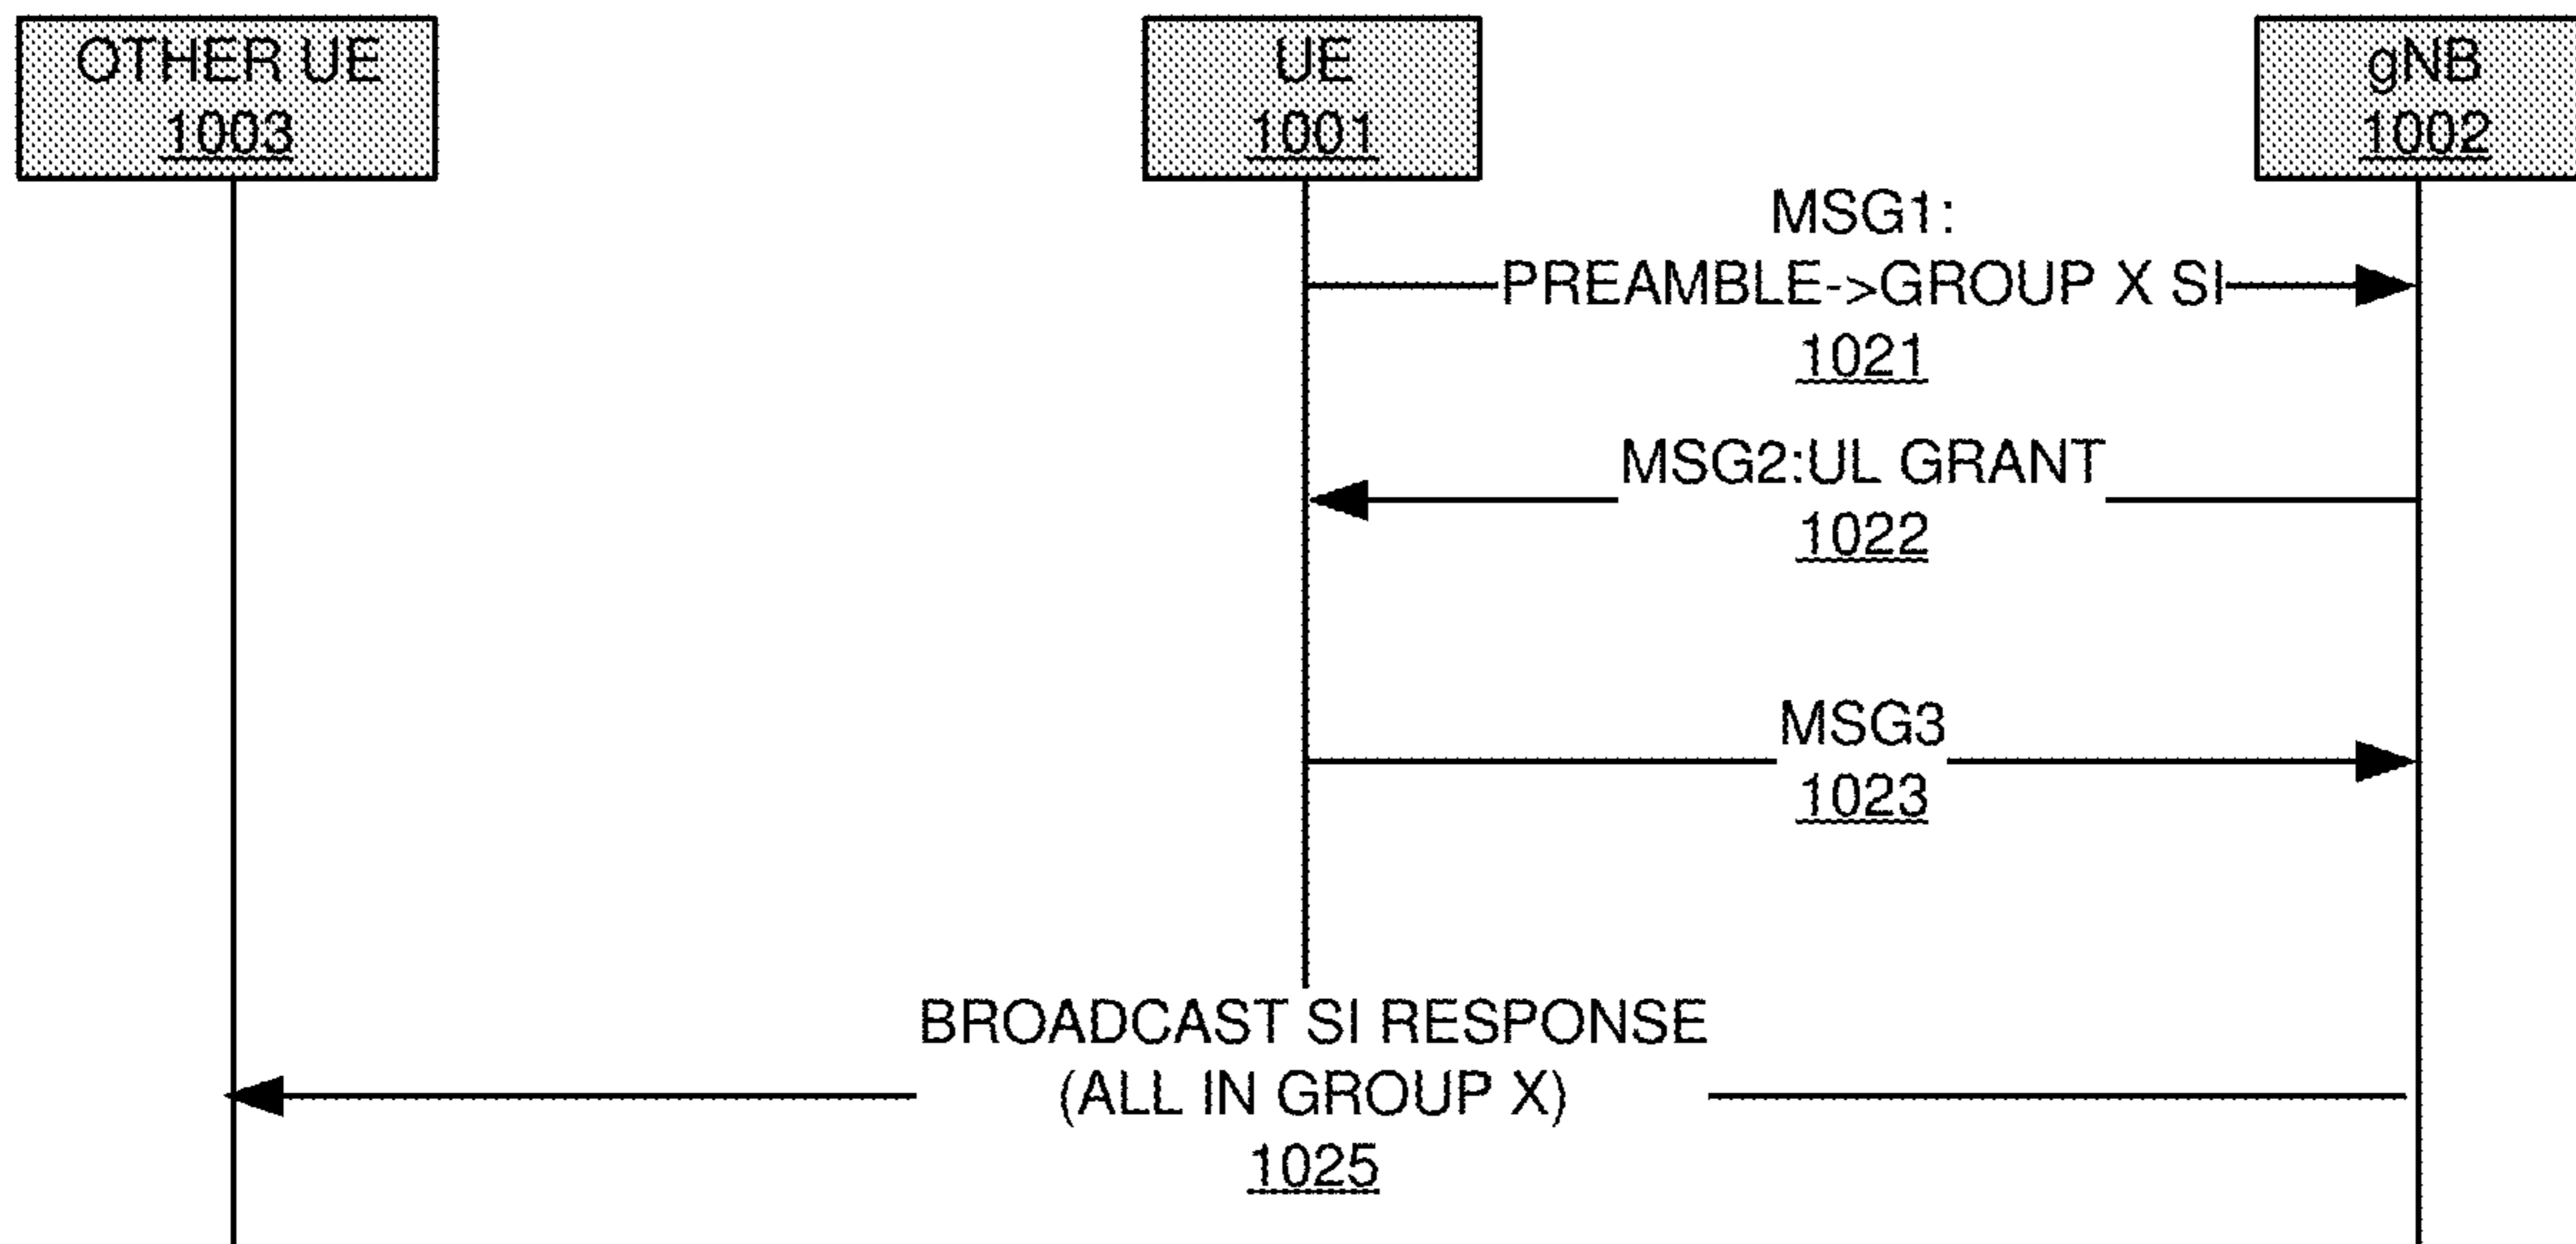 OTHER UE
1003
UE
1001
gNB
1002
MSG1:
PREAMBLE->GROUP X SI
1021
MSG2:UL GRANT
1022
MSG3
1023
BROADCAST SI RESPONSE
(ALL IN GROUP X)
1025